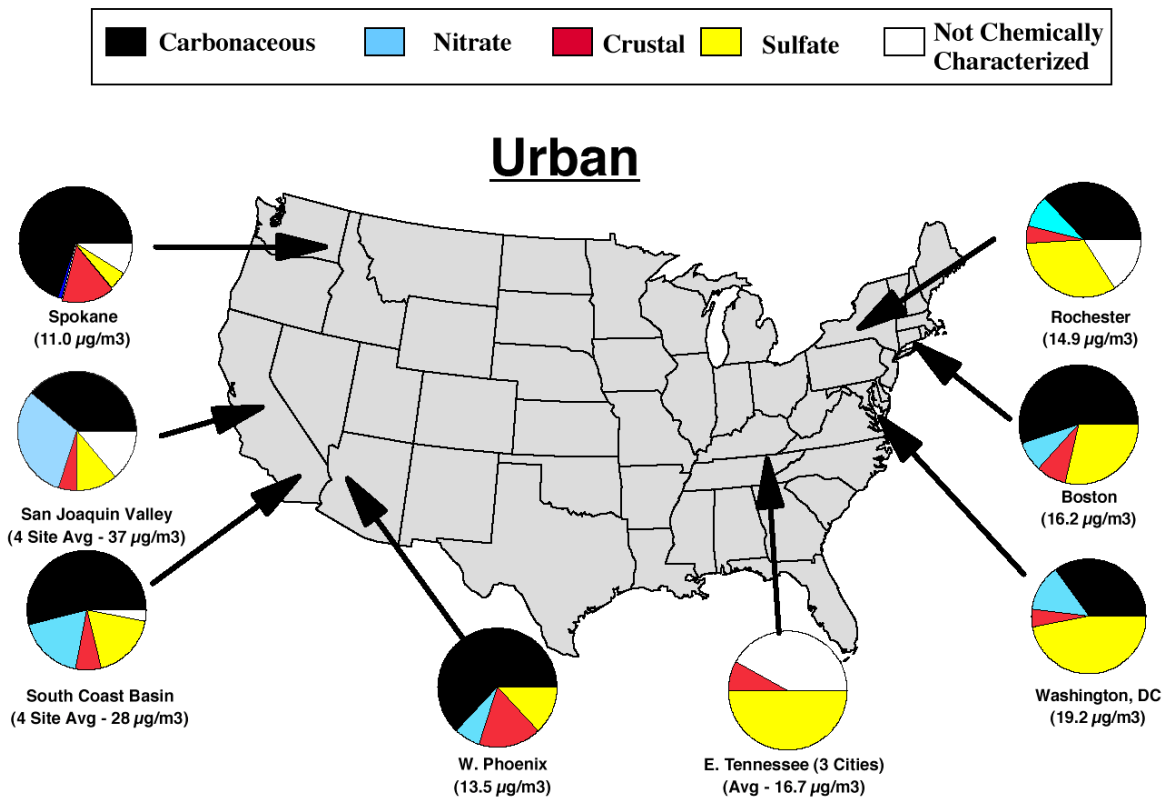 Carbonaceous
Nitrate
Crustal
Sulfate
Not Chemically
Characterized
Urban
Spokane
(11.0 µg/m3)
Rochester
(14.9 µg/m3)
San Joaquin Valley
(4 Site Avg - 37 µg/m3)
Boston
(16.2 µg/m3)
South Coast Basin
(4 Site Avg - 28 µg/m3)
Washington, DC
(19.2 µg/m3)
W. Phoenix
(13.5 µg/m3)
E. Tennessee (3 Cities)
(Avg - 16.7 µg/m3)